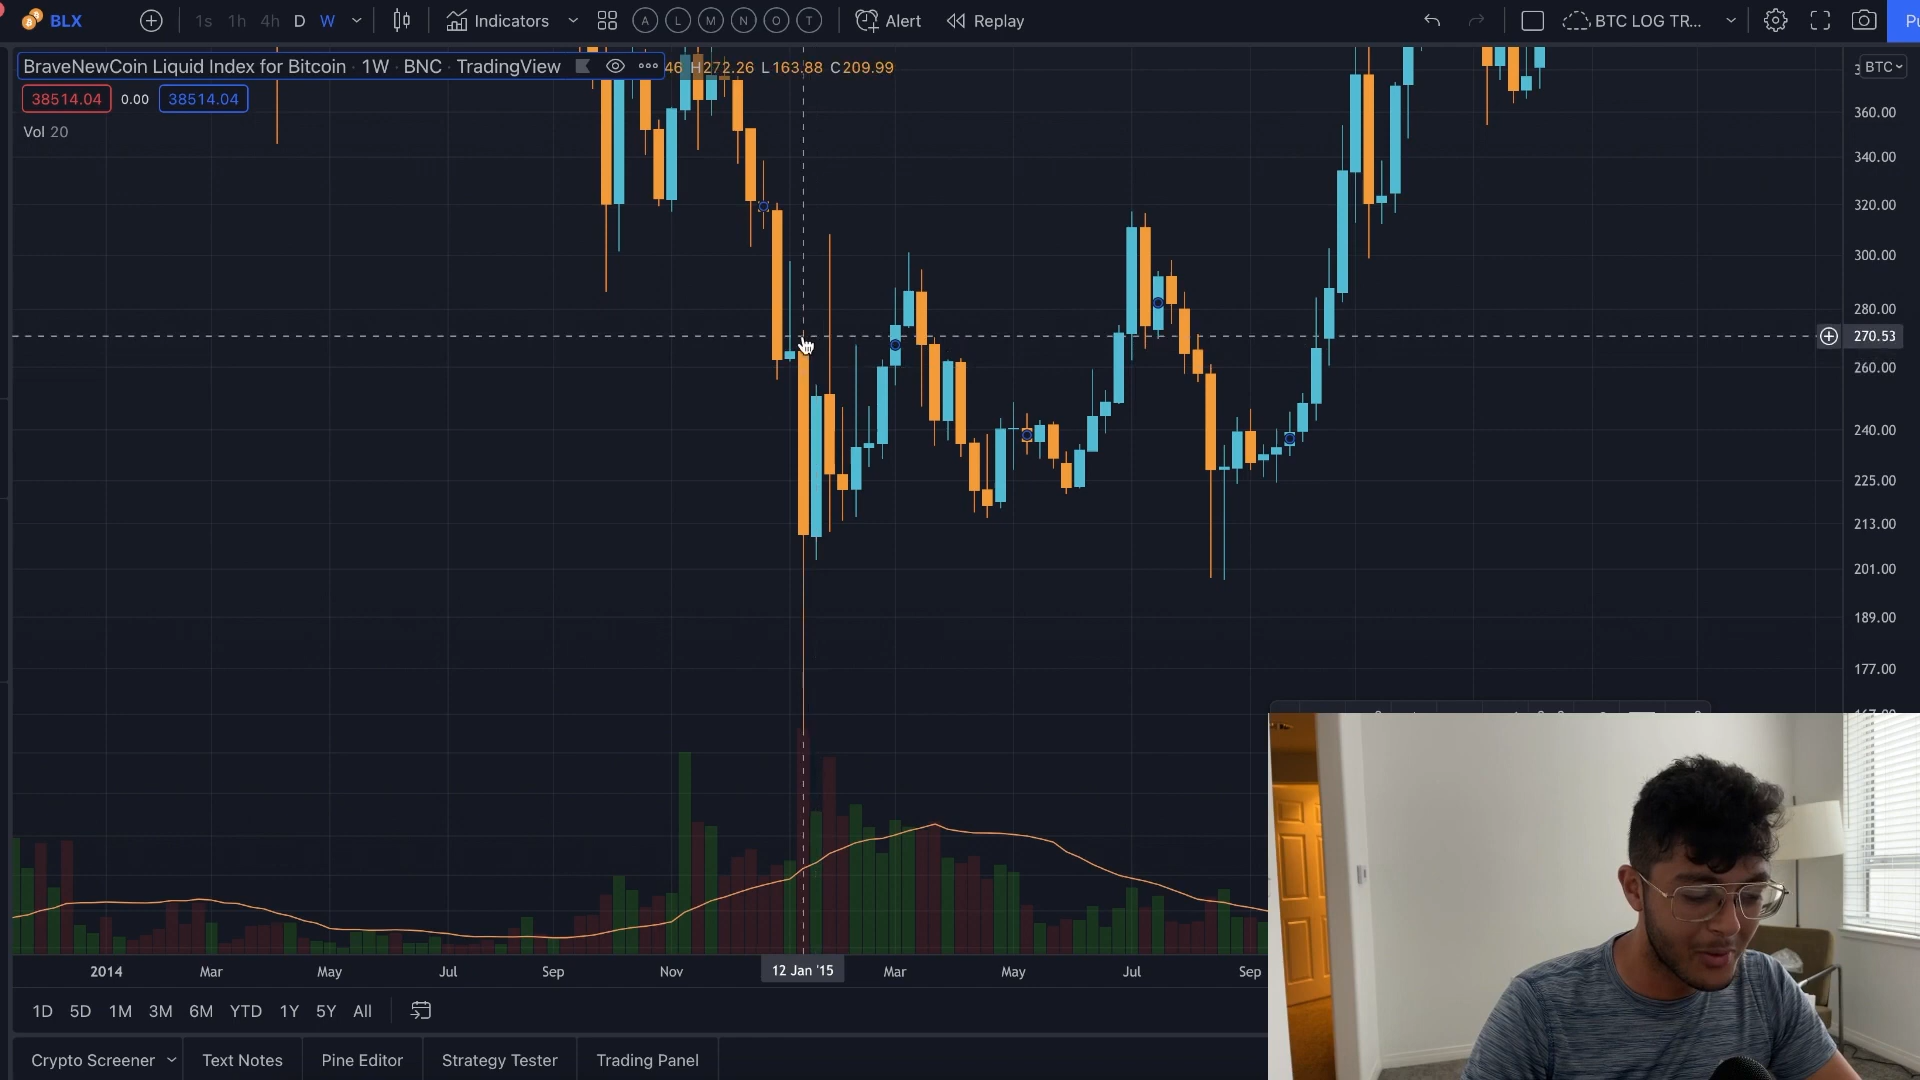 BLX 1s 1h 4h D W Indicators A L M N O T Alert Replay BTC LOG TR...
BraveNewCoin Liquid Index for Bitcoin · 1W · BNC · TradingView 46 H272.26 L163.88 C209.99
BTC
38514.04 0.00 38514.04
Vol 20
360.00
340.00
320.00
300.00
280.00
270.53
260.00
240.00
225.00
213.00
201.00
189.00
177.00
2014 Mar May Jul Sep Nov 12 Jan '15 Mar May Jul Sep
1D 5D 1M 3M 6M YTD 1Y 5Y All
Crypto Screener Text Notes Pine Editor Strategy Tester Trading Panel